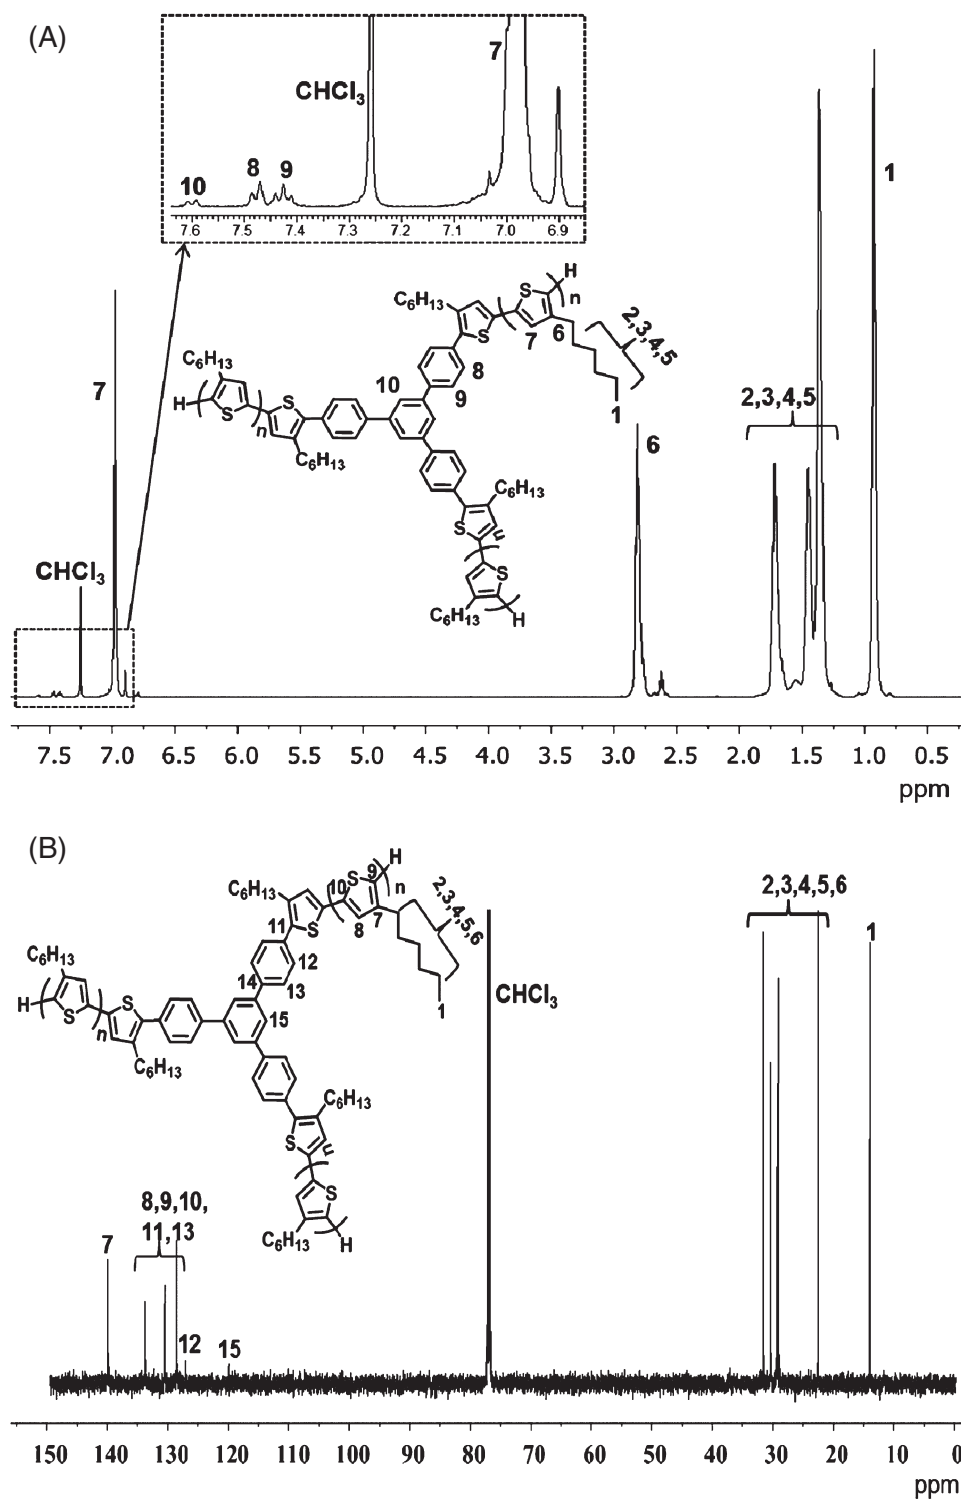 (A)
7
CHCl3
8
9
10
7.6 7.5 7.4 7.3 7.2 7.1 7.0 6.9
1
H
S
n
C6H13
S
7
6
2,3,4,5
1
C6H13
10
8
9
7
H
S
n
S
C6H13
2,3,4,5
6
C6H13
S
n
CHCl3
S
C6H13
H
7.5 7.0 6.5 6.0 5.5 5.0 4.5 4.0 3.5 3.0 2.5 2.0 1.5 1.0 0.5
ppm
(B)
H
9
10
S
n
C6H13
S
8
7
2,3,4,5,6
1
2,3,4,5,6
1
11
12
14
13
C6H13
H
S
n
S
15
C6H13
CHCl3
C6H13
S
n
S
C6H13
H
8,9,10,
11,13
7
12
15
150 140 130 120 110 100 90 80 70 60 50 40 30 20 10 0
ppm